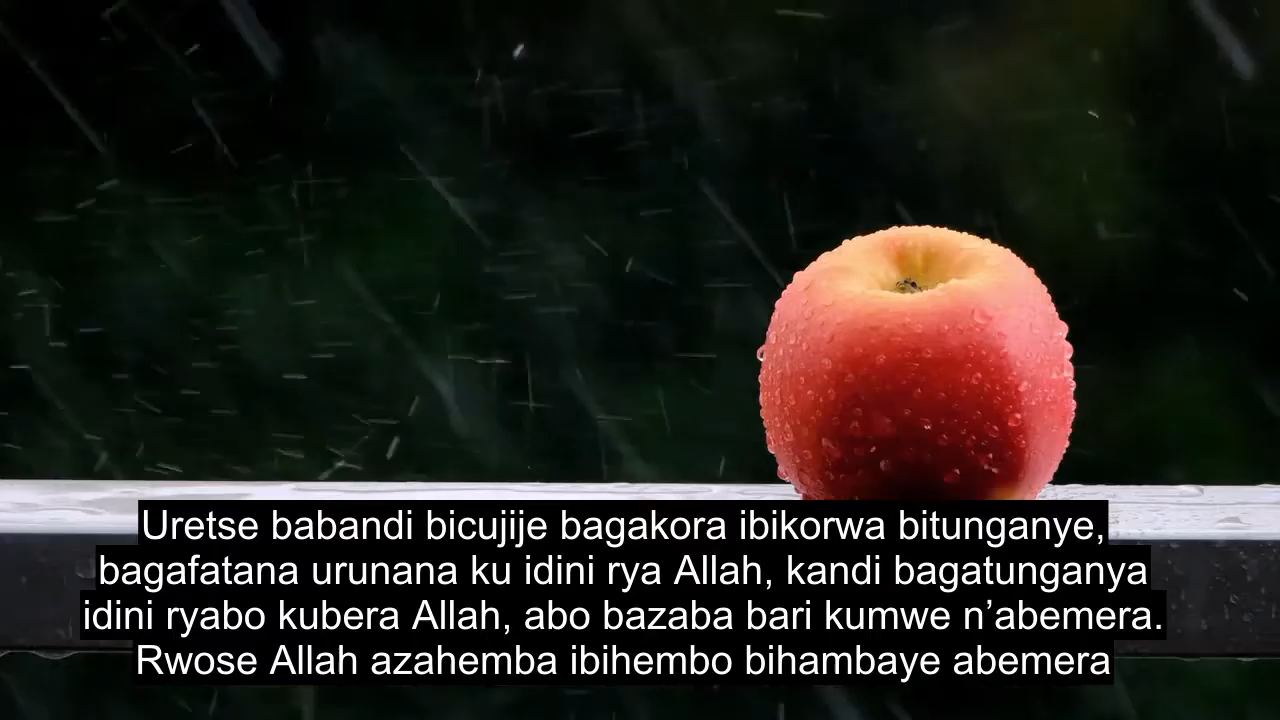 Uretse babandi bicujije bagakora ibikorwa bitunganye,
bagafatana urunana ku idini rya Allah, kandi bagatunganya
idini ryabo kubera Allah, abo bazaba bari kumwe n’abemera.
Rwose Allah azahemba ibihembo bihambaye abemera